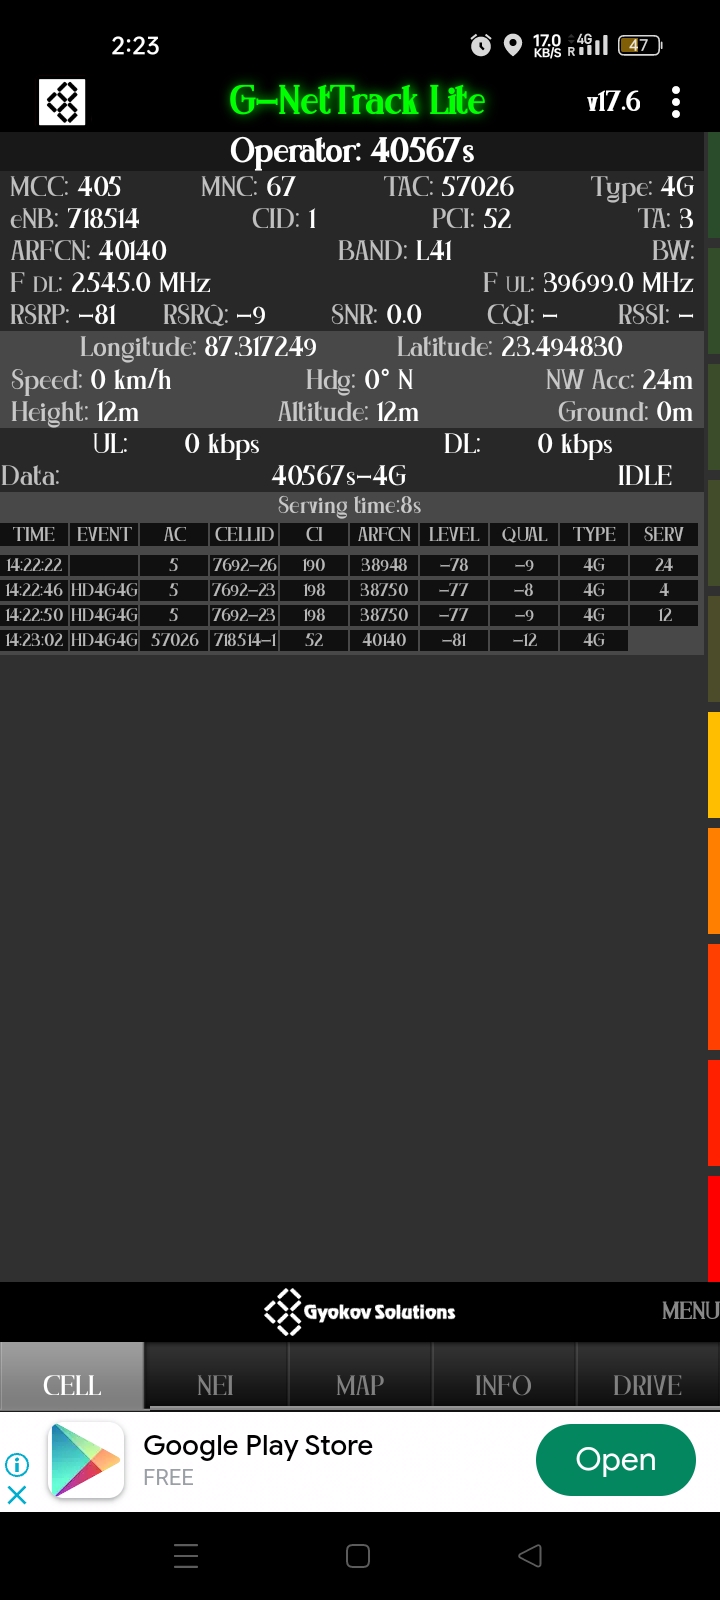 2:23 17.0 KB/S R 4G 47
G-NetTrack Lite v17.6
Operator: 40567s
MCC: 405 MNC: 67 TAC: 57026 Type: 4G
eNB: 718514 CID: 1 PCI: 52 TA: 3
ARFCN: 40140 BAND: L41 BW:
F DL: 2545.0 MHz F UL: 39699.0 MHz
RSRP: -81 RSRQ: -9 SNR: 0.0 CQI: - RSSI: -
Longitude: 87.317249 Latitude: 23.494830
Speed: 0 km/h Hdg: 0° N NW Acc: 24m
Height: 12m Altitude: 12m Ground: 0m
UL: 0 kbps DL: 0 kbps
Data: 40567s-4G IDLE
Serving time:8s
TIME EVENT AC CELLID CI ARFCN LEVEL QUAL TYPE SERV
14:22:22 5 7692-26 190 38948 -78 -9 4G 24
14:22:46 HD4G4G 5 7692-23 198 38750 -77 -8 4G 4
14:22:50 HD4G4G 5 7692-23 198 38750 -77 -9 4G 12
14:23:02 HD4G4G 57026 718514-1 52 40140 -81 -12 4G
Gyokov Solutions MENU
CELL NEI MAP INFO DRIVE
Google Play Store
FREE
Open